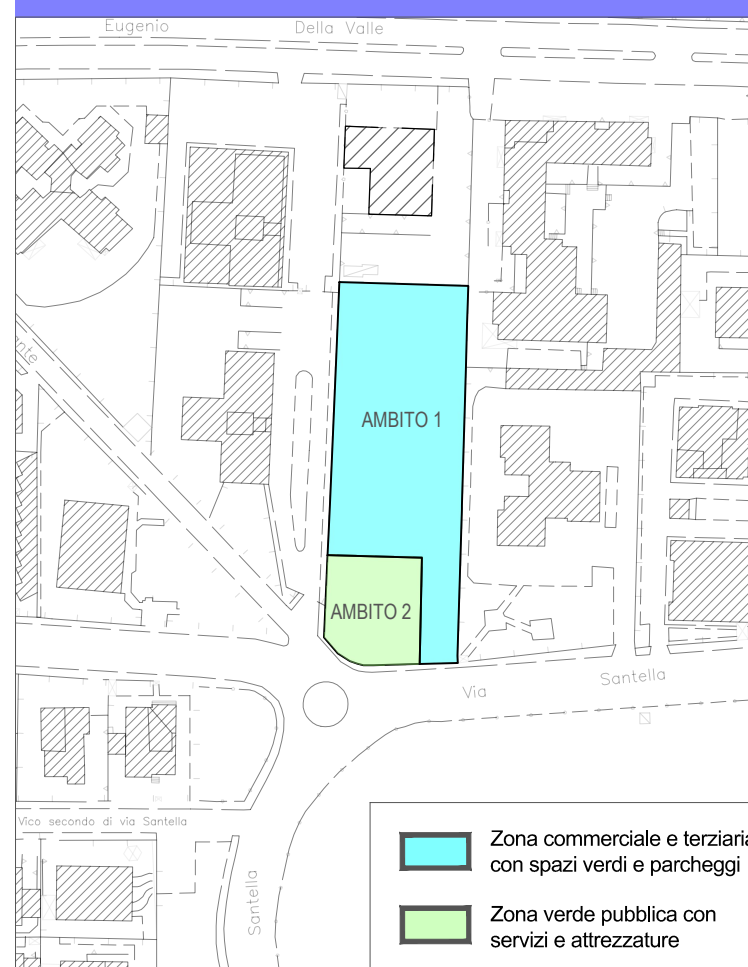 Eugenio Della Valle
AMBITO 1
AMBITO 2
Via Santella
Vico secondo di via Santella
Santella
Zona commerciale e terziaria
con spazi verdi e parcheggi
Zona verde pubblica con
servizi e attrezzature